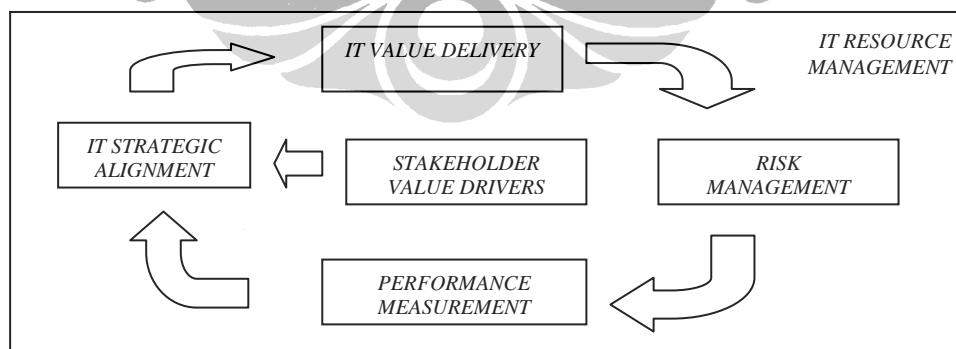 IT VALUE DELIVERY
IT RESOURCE
MANAGEMENT
IT STRATEGIC
ALIGNMENT
STAKEHOLDER
VALUE DRIVERS
RISK
MANAGEMENT
PERFORMANCE
MEASUREMENT